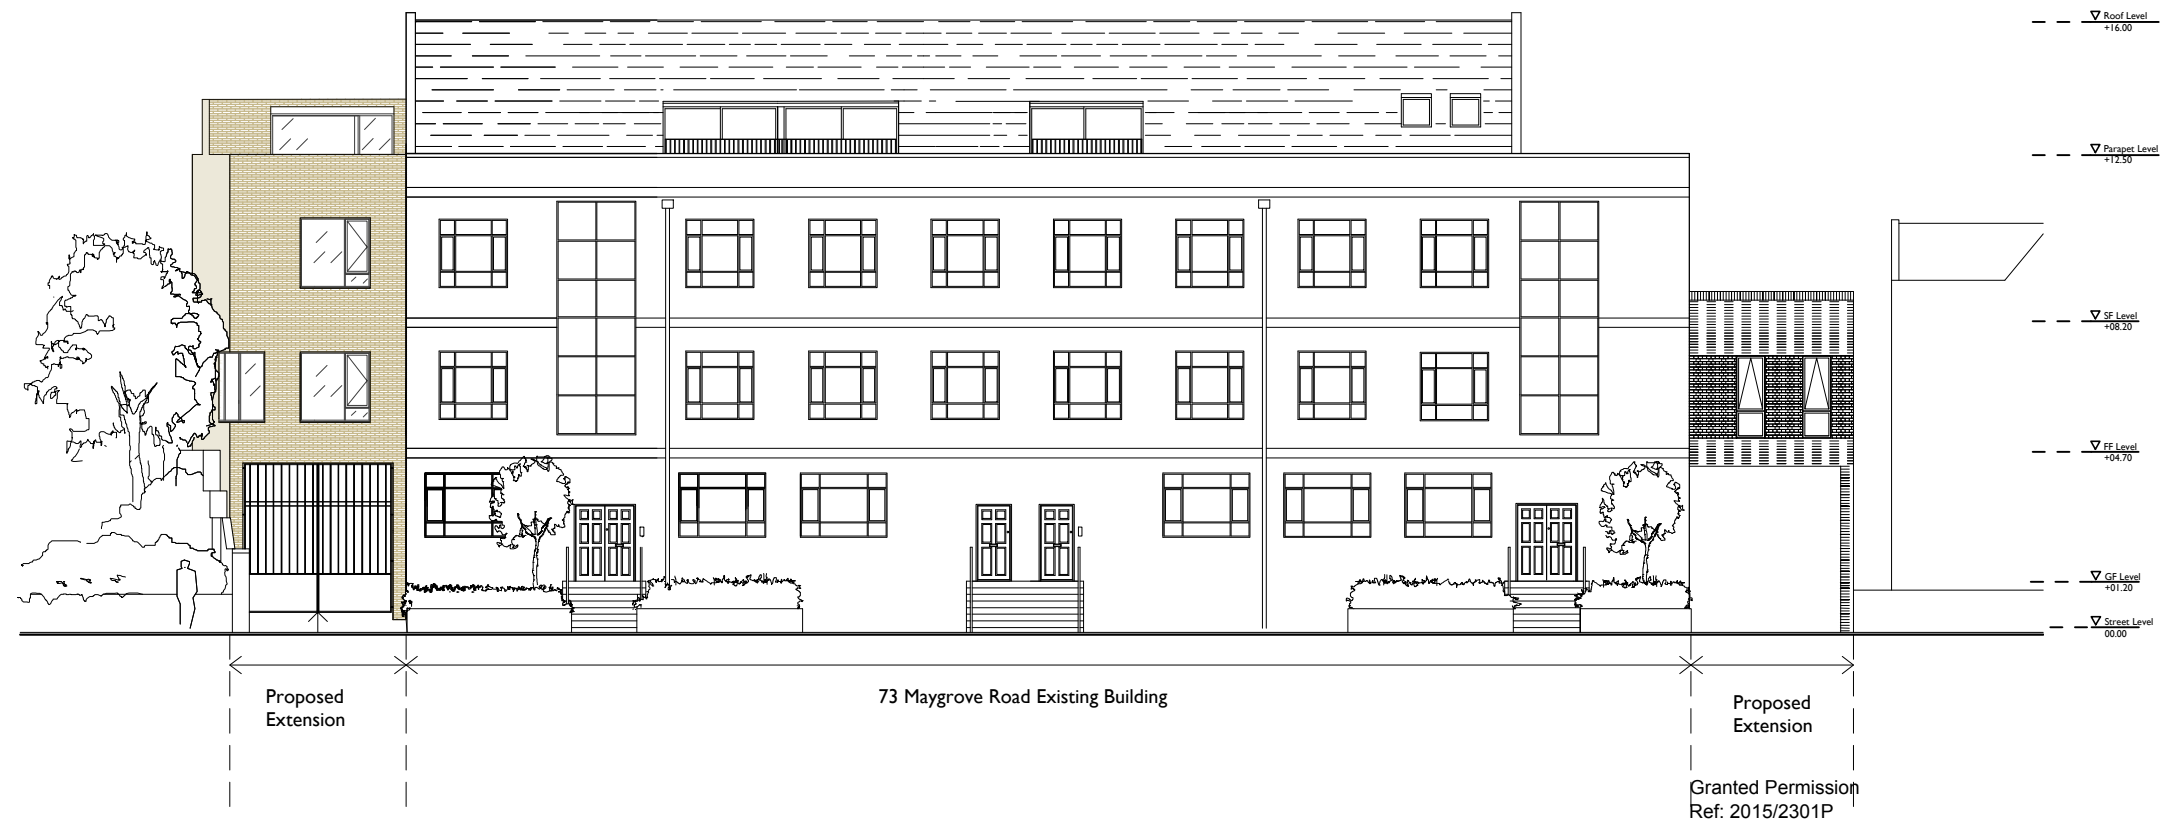 Roof Level
+16.00
Parapet Level
+12.50
SF Level
+08.20
FF Level
+04.70
GF Level
+01.20
Street Level
00.00
Proposed
Extension
73 Maygrove Road Existing Building
Proposed
Extension
Granted Permission
Ref: 2015/2301P